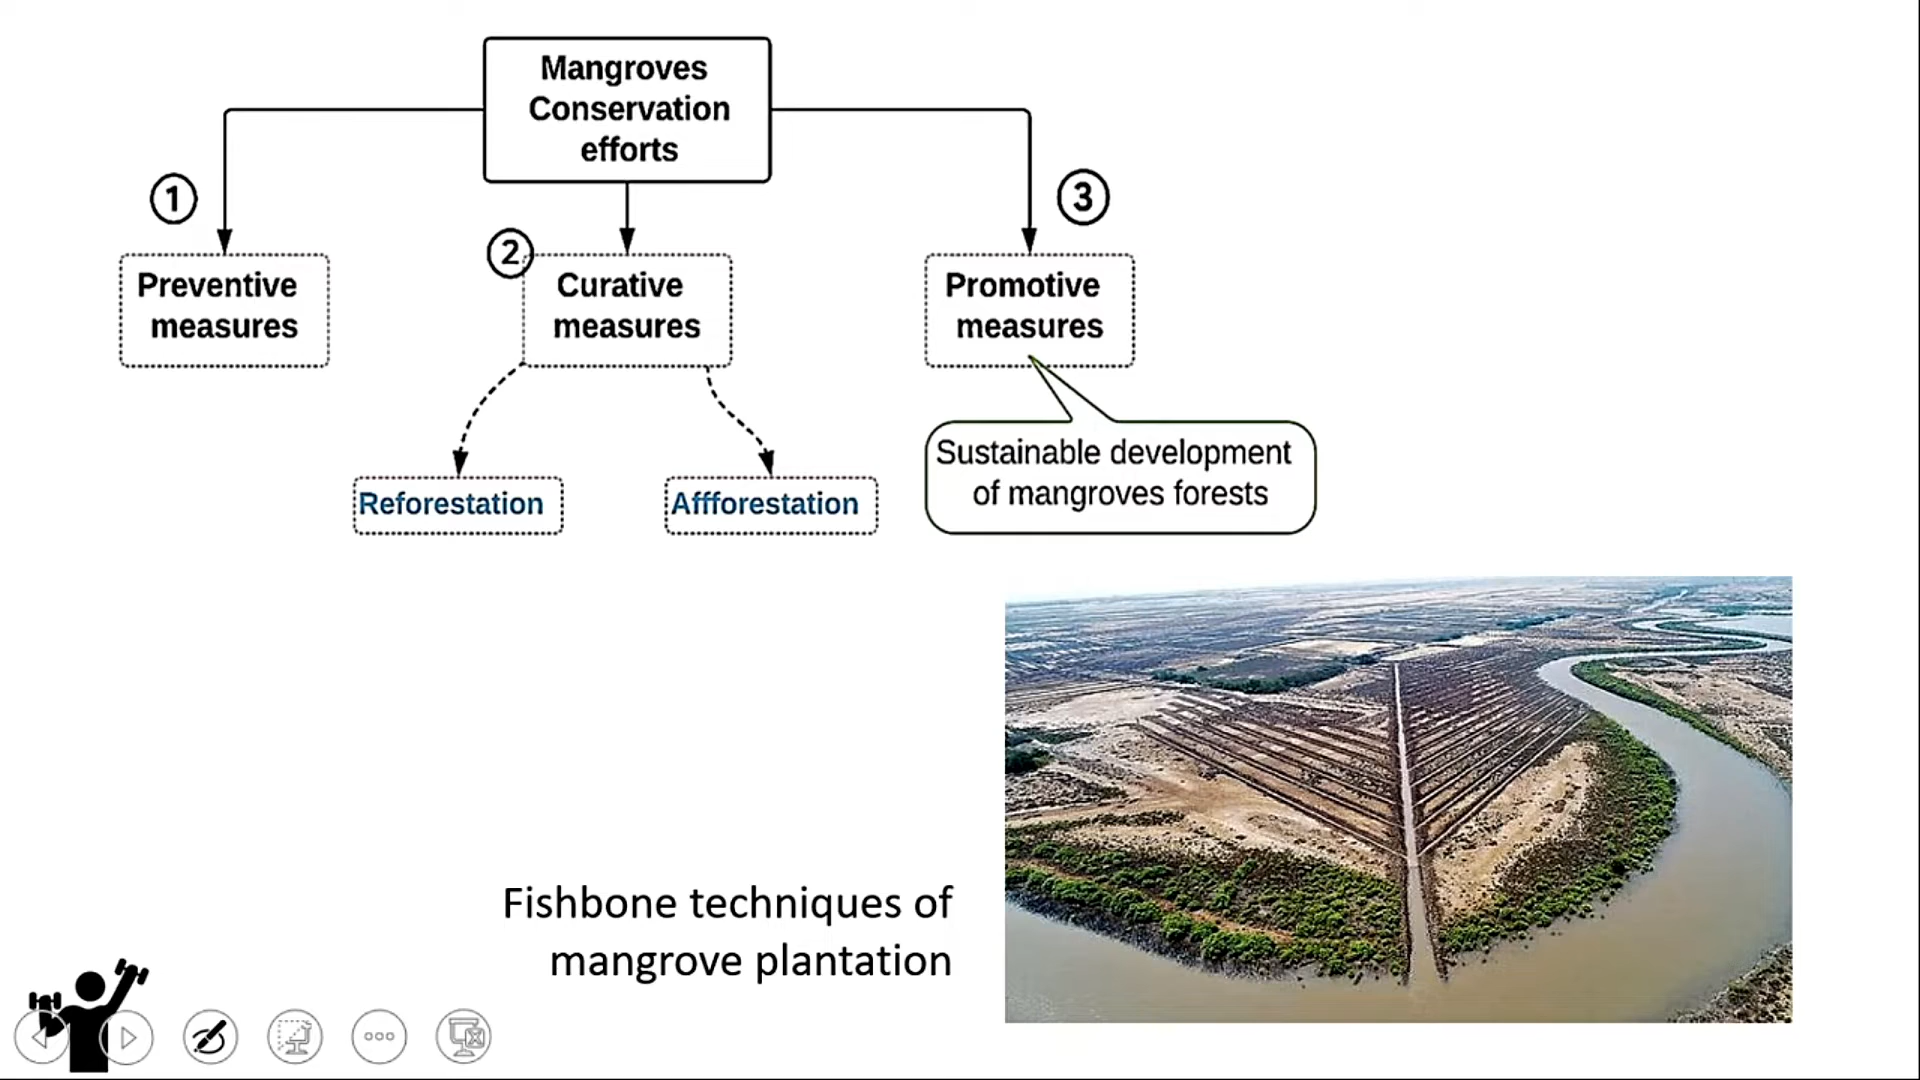 Mangroves
Conservation
efforts
1
2
3
Preventive
measures
Curative
measures
Promotive
measures
Reforestation
Affforestation
Sustainable development
of mangroves forests
Fishbone techniques of
mangrove plantation